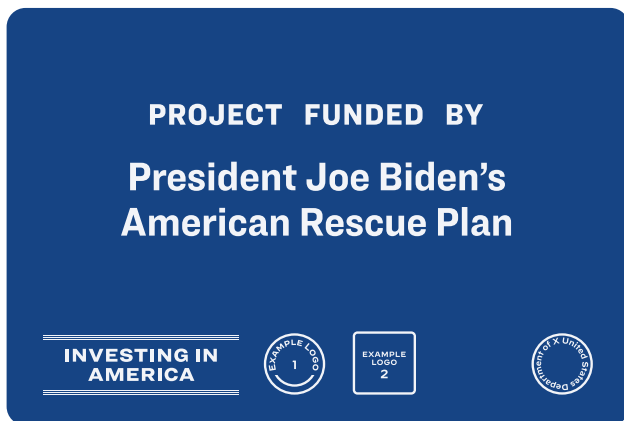 PROJECT FUNDED BY
President Joe Biden’s
American Rescue Plan
INVESTING IN
AMERICA
EXAMPLE LOGO
1
EXAMPLE
LOGO
2
Department of X United States